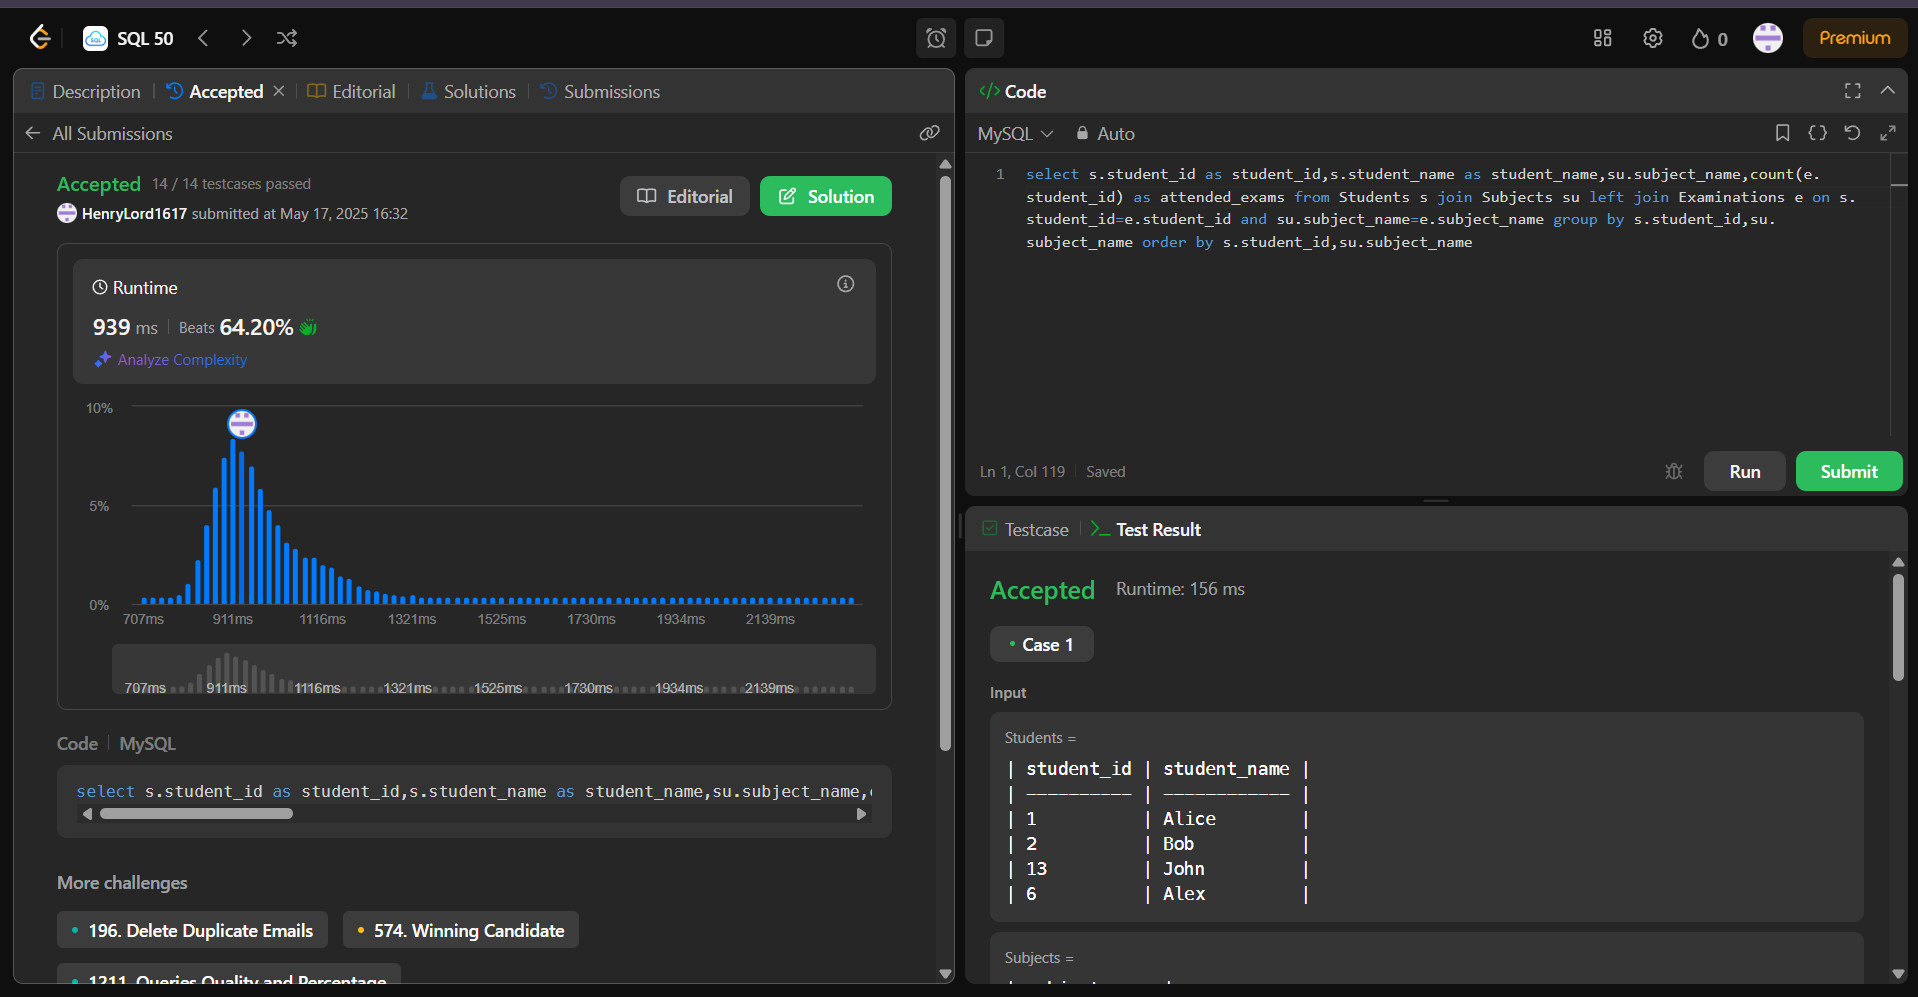 SQL 50
0
Premium
Description
Accepted
Editorial
Solutions
Submissions
All Submissions
Accepted 14 / 14 testcases passed
HenryLord1617 submitted at May 17, 2025 16:32
Editorial
Solution
Runtime
939 ms
Beats 64.20%
Analyze Complexity
10%
5%
0%
707ms 911ms 1116ms 1321ms 1525ms 1730ms 1934ms 2139ms
707ms 911ms 1116ms 1321ms 1525ms 1730ms 1934ms 2139ms
Code MySQL
select s.student_id as student_id,s.student_name as student_name,su.subject_name,
More challenges
196. Delete Duplicate Emails
574. Winning Candidate
1211. Queries Quality and Percentage
</> Code
MySQL
Auto
1
select s.student_id as student_id,s.student_name as student_name,su.subject_name,count(e.
student_id) as attended_exams from Students s join Subjects su left join Examinations e on s.
student_id=e.student_id and su.subject_name=e.subject_name group by s.student_id,su.
subject_name order by s.student_id,su.subject_name
Ln 1, Col 119 Saved
Run
Submit
Testcase
Test Result
Accepted Runtime: 156 ms
Case 1
Input
Students =
| student_id | student_name |
| ---------- | ------------ |
| 1 | Alice |
| 2 | Bob |
| 13 | John |
| 6 | Alex |
Subjects =